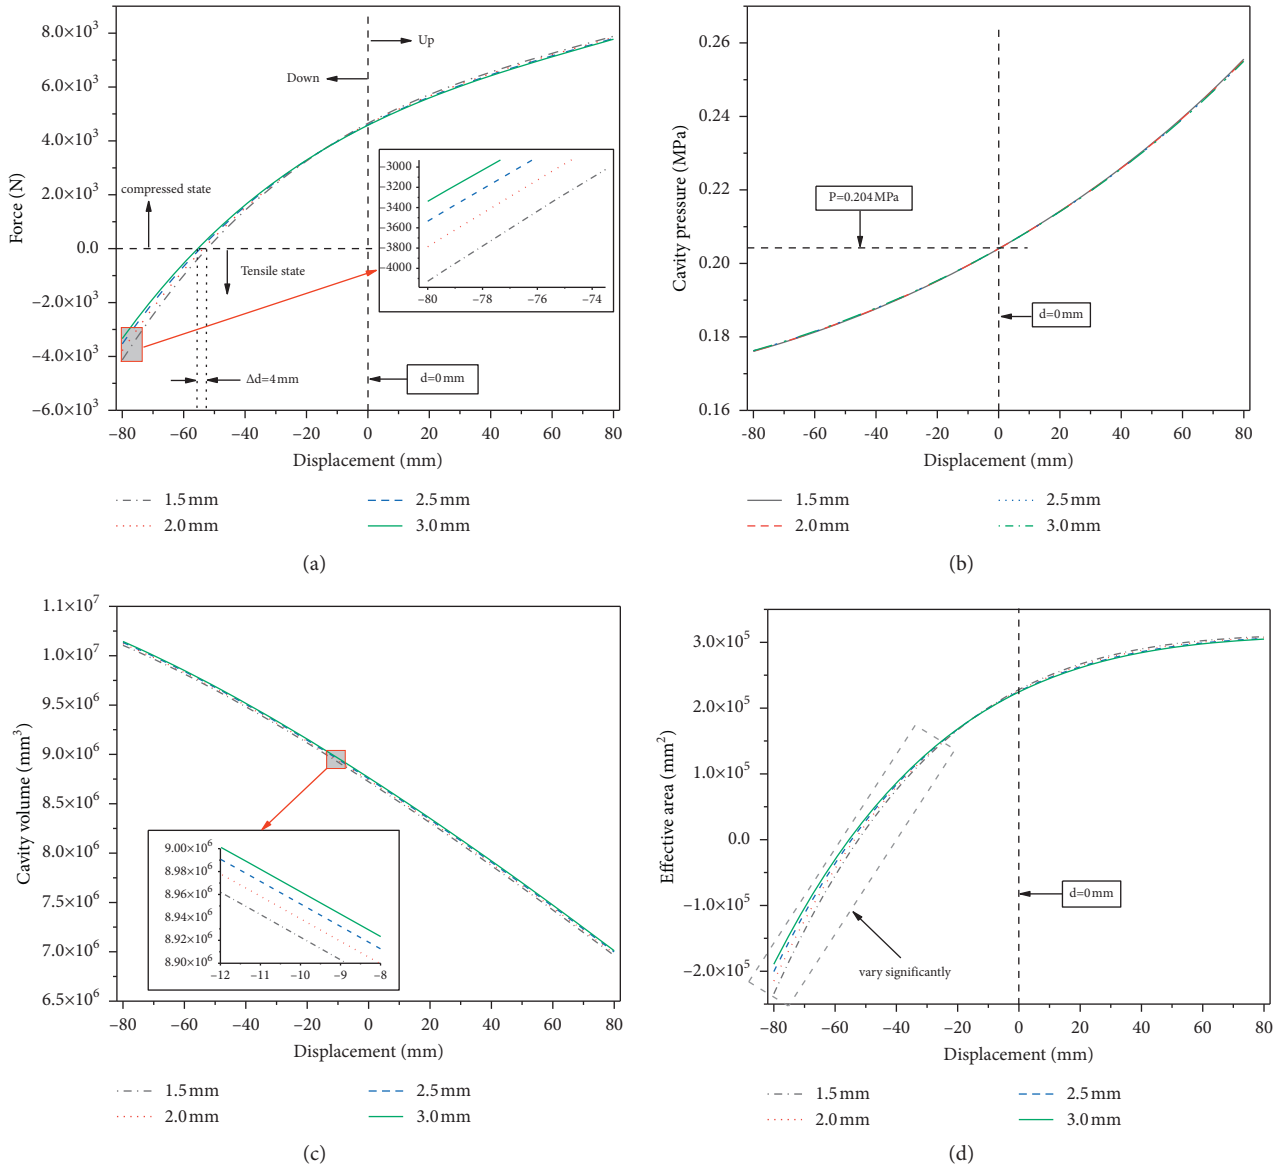 8.0×10³
6.0×10³
4.0×10³
2.0×10³
0.0
−2.0×10³
−4.0×10³
−6.0×10³
Force (N)
Up
Down
compressed state
Tensile state
Δd=4mm
d=0mm
−3000
−3200
−3400
−3600
−3800
−4000
−80 −78 −76 −74
−80 −60 −40 −20 0 20 40 60 80
Displacement (mm)
1.5mm
2.0mm
2.5mm
3.0mm
(a)
0.26
0.24
0.22
0.20
0.18
0.16
Cavity pressure (MPa)
P=0.204MPa
d=0mm
-80 −60 −40 −20 0 20 40 60 80
Displacement (mm)
1.5mm
2.0mm
2.5mm
3.0mm
(b)
1.1×10⁷
1.0×10⁷
9.5×10⁶
9.0×10⁶
8.5×10⁶
8.0×10⁶
7.5×10⁶
7.0×10⁶
6.5×10⁶
Cavity volume (mm³)
9.00×10⁶
8.98×10⁶
8.96×10⁶
8.94×10⁶
8.92×10⁶
8.90×10⁶
−12 −11 −10 −9 −8
−80 −60 −40 −20 0 20 40 60 80
Displacement (mm)
1.5mm
2.0mm
2.5mm
3.0mm
(c)
3.0×10⁵
2.0×10⁵
1.0×10⁵
0.0
−1.0×10⁵
−2.0×10⁵
Effective area (mm²)
d=0mm
vary significantly
−80 −60 −40 −20 0 20 40 60 80
Displacement (mm)
1.5mm
2.0mm
2.5mm
3.0mm
(d)